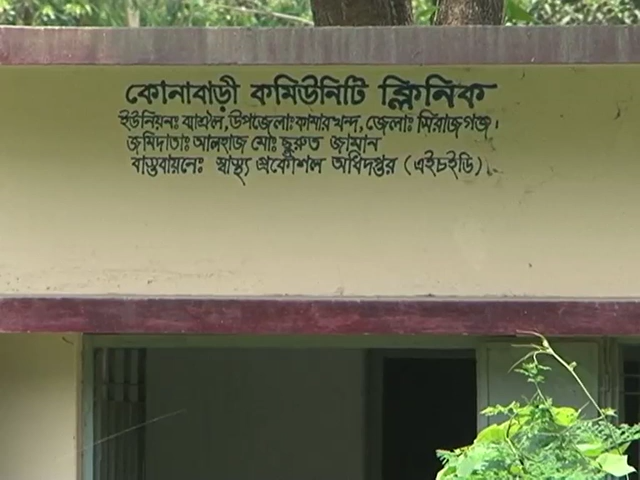 কোনাবাড়ী কমিউনিটি ক্লিনিক
ইউনিয়নঃ উপজেলাঃ কামারখন্দ, জেলাঃ সিরাজগঞ্জ।
জমিদাতাঃ আলহাজ মোঃ ছুরুত জামান
বাস্তবায়নেঃ স্বাস্থ্য প্রকৌশল অধিদপ্তর (এইচইডি)।